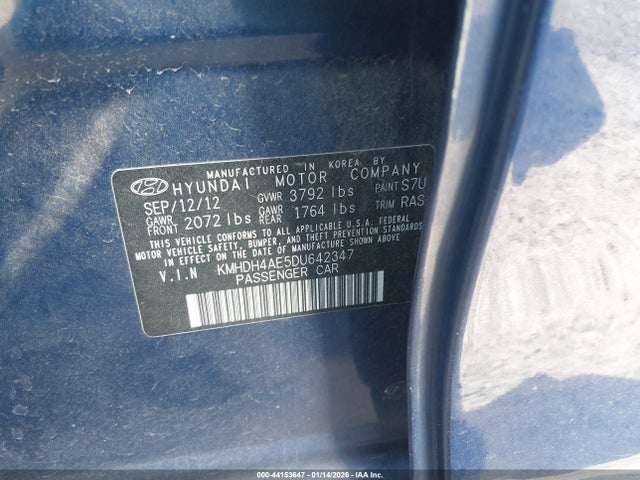 MANUFACTURED IN KOREA BY
HYUNDAI MOTOR COMPANY
SEP/12/12 GVWR 3792 lbs PAINT S7U
GAWR FRONT 2072 lbs GAWR REAR 1764 lbs TRIM RAS
THIS VEHICLE CONFORMS TO ALL APPLICABLE U.S.A. FEDERAL
MOTOR VEHICLE SAFETY, BUMPER, AND THEFT PREVENTION STANDARDS
IN EFFECT ON THE DATE OF MANUFACTURE SHOWN ABOVE.
V.I.N KMHDH4AE5DU642347
PASSENGER CAR
000-44153647 - 01/14/2026 - IAA Inc.